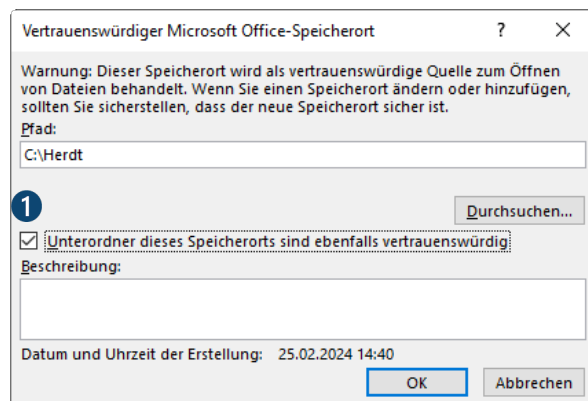 Vertrauenswürdiger Microsoft Office-Speicherort ? ×
Warnung: Dieser Speicherort wird als vertrauenswürdige Quelle zum Öffnen
von Dateien behandelt. Wenn Sie einen Speicherort ändern oder hinzufügen,
sollten Sie sicherstellen, dass der neue Speicherort sicher ist.
Pfad:
C:\Herdt
1
Durchsuchen...
Unterordner dieses Speicherorts sind ebenfalls vertrauenswürdig
Beschreibung:
Datum und Uhrzeit der Erstellung: 25.02.2024 14:40
OK Abbrechen